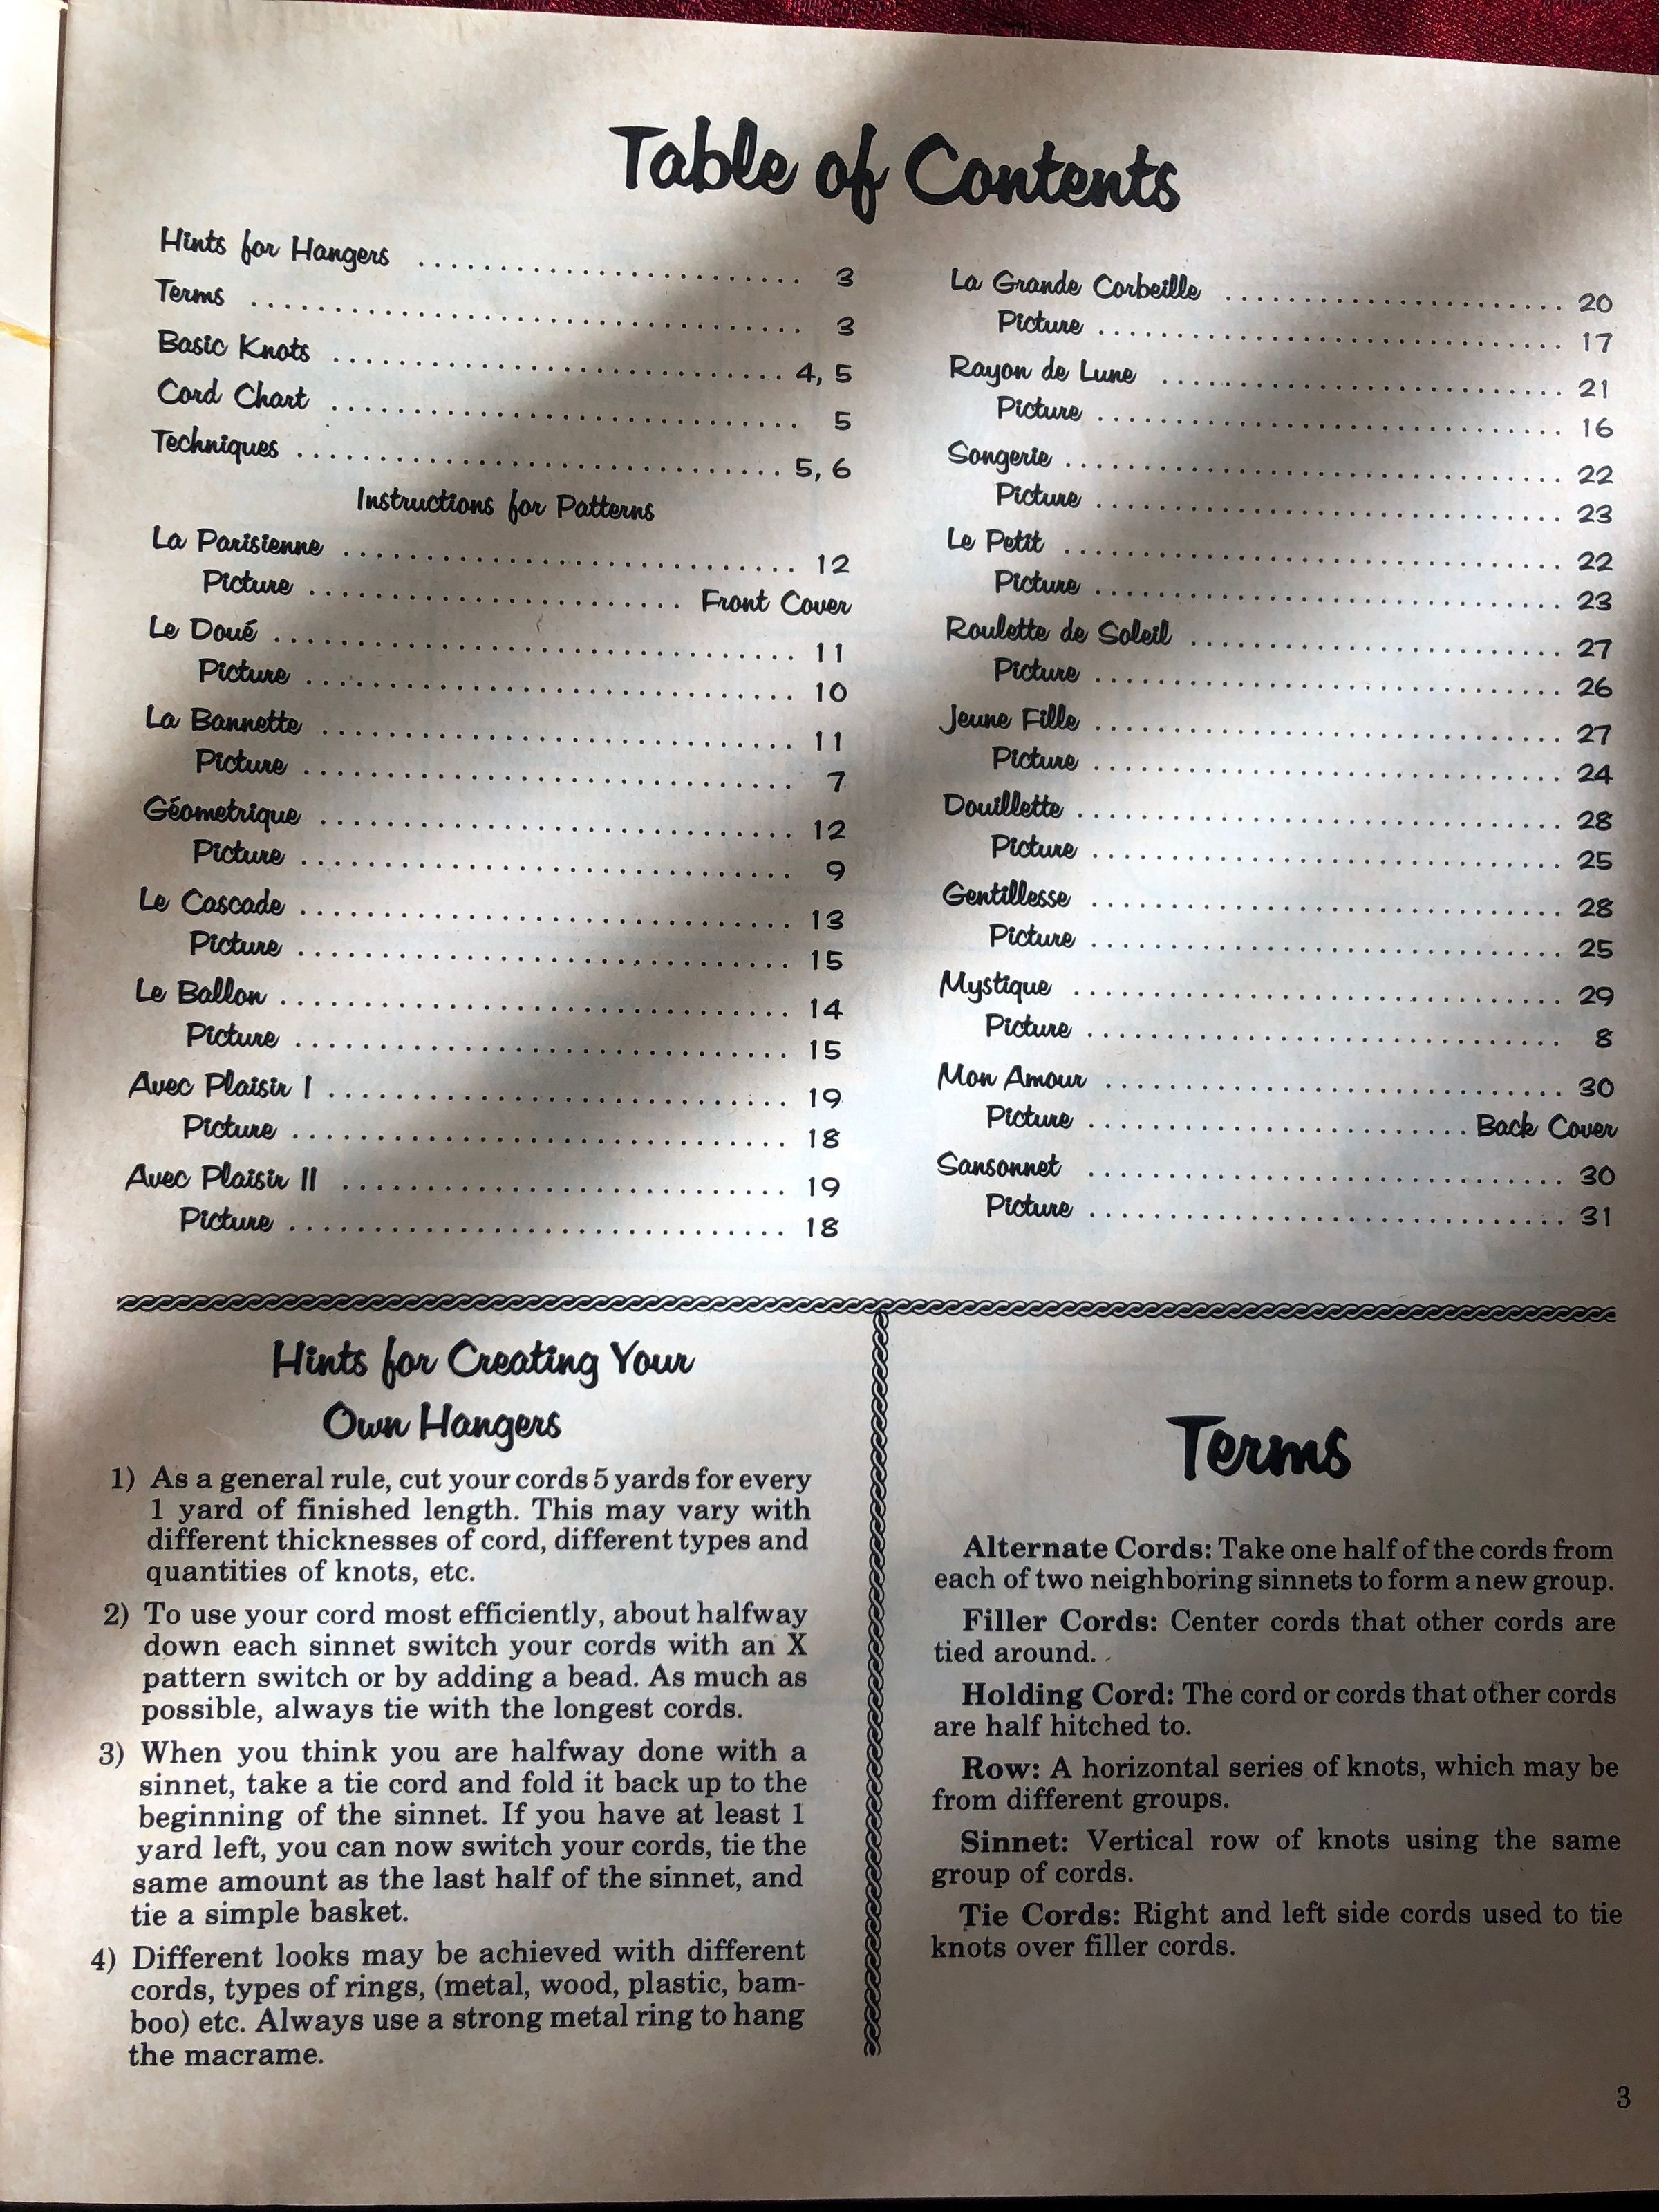 Table of Contents
Hints for Hangers ............................ 3
Terms ........................................ 3
Basic Knots .................................. 4, 5
Cord Chart ................................... 5
Techniques ................................... 5, 6
Instructions for Patterns
La Parisienne ................................ 12
Picture ............................ Front Cover
Le Doué ...................................... 11
Picture ...................................... 10
La Bannette .................................. 11
Picture ...................................... 7
Géometrique .................................. 12
Picture ...................................... 9
Le Cascade ................................... 13
Picture ...................................... 15
Le Ballon .................................... 14
Picture ...................................... 15
Avec Plaisir I ............................... 19
Picture ...................................... 18
Avec Plaisir II .............................. 19
Picture ...................................... 18
La Grande Corbeille .......................... 20
Picture ...................................... 17
Rayon de Lune ................................ 21
Picture ...................................... 16
Songerie ..................................... 22
Picture ...................................... 23
Le Petit ..................................... 22
Picture ...................................... 23
Roulette de Soleil ........................... 27
Picture ...................................... 26
Jeune Fille .................................. 27
Picture ...................................... 24
Douillette ................................... 28
Picture ...................................... 25
Gentillesse .................................. 28
Picture ...................................... 25
Mystique ..................................... 29
Picture ...................................... 8
Mon Amour .................................... 30
Picture ............................. Back Cover
Sansonnet .................................... 30
Picture ...................................... 31
Hints for Creating Your
Own Hangers
1) As a general rule, cut your cords 5 yards for every
1 yard of finished length. This may vary with
different thicknesses of cord, different types and
quantities of knots, etc.
2) To use your cord most efficiently, about halfway
down each sinnet switch your cords with an X
pattern switch or by adding a bead. As much as
possible, always tie with the longest cords.
3) When you think you are halfway done with a
sinnet, take a tie cord and fold it back up to the
beginning of the sinnet. If you have at least 1
yard left, you can now switch your cords, tie the
same amount as the last half of the sinnet, and
tie a simple basket.
4) Different looks may be achieved with different
cords, types of rings, (metal, wood, plastic, bam-
boo) etc. Always use a strong metal ring to hang
the macrame.
Terms
Alternate Cords: Take one half of the cords from
each of two neighboring sinnets to form a new group.
Filler Cords: Center cords that other cords are
tied around.
Holding Cord: The cord or cords that other cords
are half hitched to.
Row: A horizontal series of knots, which may be
from different groups.
Sinnet: Vertical row of knots using the same
group of cords.
Tie Cords: Right and left side cords used to tie
knots over filler cords.
3